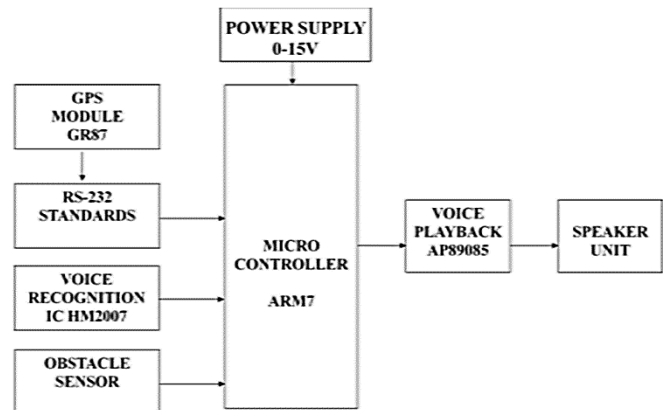 POWER SUPPLY
0-15V
GPS
MODULE
GR87
RS-232
STANDARDS
VOICE
RECOGNITION
IC HM2007
OBSTACLE
SENSOR
MICRO
CONTROLLER
ARM7
VOICE
PLAYBACK
AP89085
SPEAKER
UNIT